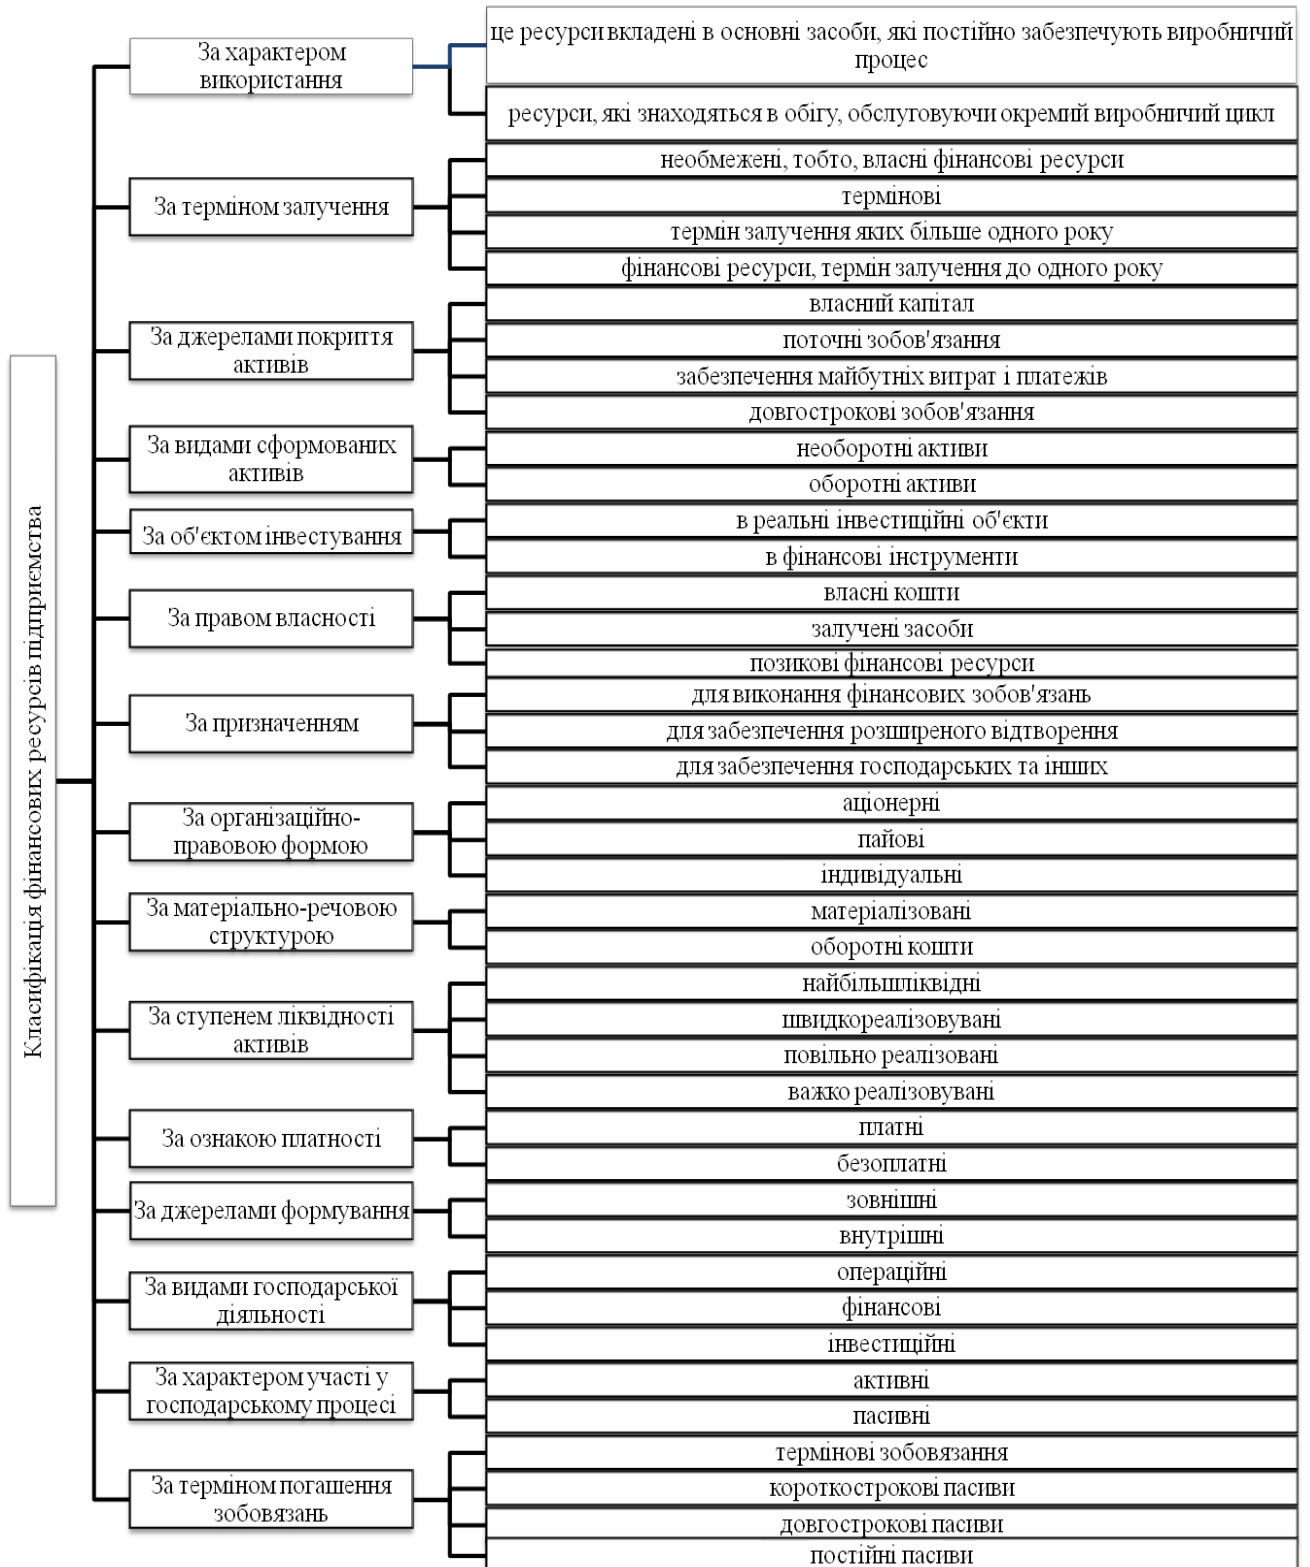 Класифікація фінансових ресурсів підприємства
За характером
використання
це ресурси вкладені в основні засоби, які постійно забезпечують виробничий
процес
ресурси, які знаходяться в обігу, обслуговуючи окремий виробничий цикл
За терміном залучення
необмежені, тобто, власні фінансові ресурси
термінові
термін залучення яких більше одного року
фінансові ресурси, термін залучення до одного року
За джерелами покриття
активів
власний капітал
поточні зобов'язання
забезпечення майбутніх витрат і платежів
довгострокові зобов'язання
За видами сформованих
активів
необоротні активи
оборотні активи
За об'єктом інвестування
в реальні інвестиційні об'єкти
в фінансові інструменти
За правом власності
власні кошти
залучені засоби
позикові фінансові ресурси
За призначенням
для виконання фінансових зобов'язань
для забезпечення розширеного відтворення
для забезпечення господарських та інших
За організаційно-
правовою формою
аціонерні
пайові
індивідуальні
За матеріально-речовою
структурою
матеріалізовані
оборотні кошти
За ступенем ліквідності
активів
найбільшліквідні
швидкореалізовувані
повільно реалізовані
важко реалізовувані
За ознакою платності
платні
безоплатні
За джерелами формування
зовнішні
внутрішні
За видами господарської
діяльності
операційні
фінансові
інвестиційні
За характером участі у
господарському процесі
активні
пасивні
За терміном погашення
зобовязань
термінові зобовязання
короткострокові пасиви
довгострокові пасиви
постійні пасиви